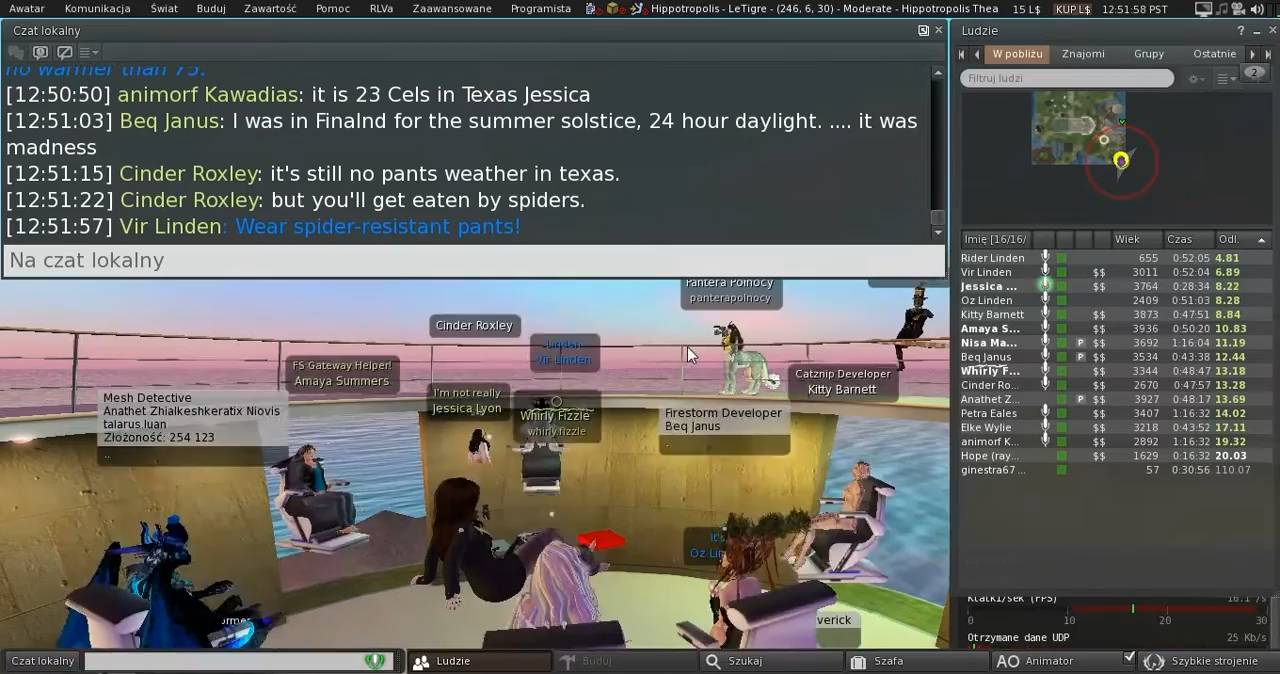 Awatar Komunikacja Świat Buduj Zawartość Pomoc RLVa Zaawansowane Programista Hippotropolis - LeTigre - (246, 6, 30) - Moderate - Hippotropolis Thea 15 L$ KUP L$ 12:51:58 PST
Czat lokalny
no warmer than 75.
[12:50:50] animorf Kawadias: it is 23 Cels in Texas Jessica
[12:51:03] Beq Janus: I was in Finalnd for the summer solstice, 24 hour daylight. .... it was
madness
[12:51:15] Cinder Roxley: it's still no pants weather in texas.
[12:51:22] Cinder Roxley: but you'll get eaten by spiders.
[12:51:57] Vir Linden: Wear spider-resistant pants!
Na czat lokalny
Pantera Północy
panterapolnocy
Cinder Roxley
Linden
Vir Linden
FS Gateway Helper!
Amaya Summers
Catznip Developer
Kitty Barnett
I'm not really
Jessica Lyon
Mesh Detective
Anathet Zhialkeshkeratix Niovis
talarus.luan
Złożoność: 254 123
..
Whirly Fizzle
whirly.fizzle
Firestorm Developer
Beq Janus
.
It's
Oz Lin
verick
Ludzie
? _ ×
W pobliżu Znajomi Grupy Ostatnie
Filtruj ludzi
2
Imię [16/16/ Wiek Czas Odl.
Rider Linden 655 0:52:05 4.81
Vir Linden $$ 3011 0:52:04 6.89
Jessica ... $$ 3764 0:28:34 8.22
Oz Linden 2409 0:51:03 8.28
Kitty Barnett $$ 3873 0:47:51 8.84
Amaya S... $$ 3936 0:50:20 10.83
Nisa Ma... P $$ 3692 1:16:04 11.19
Beq Janus P $$ 3534 0:43:38 12.44
Whirly F... $$ 3344 0:48:47 13.18
Cinder Ro... $$ 2670 0:47:57 13.28
Anathet Z... P $$ 3927 0:48:17 13.69
Petra Eales $$ 3407 1:16:32 14.02
Elke Wylie $$ 3218 0:43:52 17.11
animorf K... $$ 2892 1:16:32 19.32
Hope (ray... $$ 1629 0:16:32 20.03
ginestra67 ... 57 0:30:56 110.07
Klatki/sek (FPS) 16.1 /s
0 10 20 30
Otrzymane dane UDP 25 Kb/s
Czat lokalny Ludzie Buduj Szukaj Szafa AO Animator Szybkie strojenie